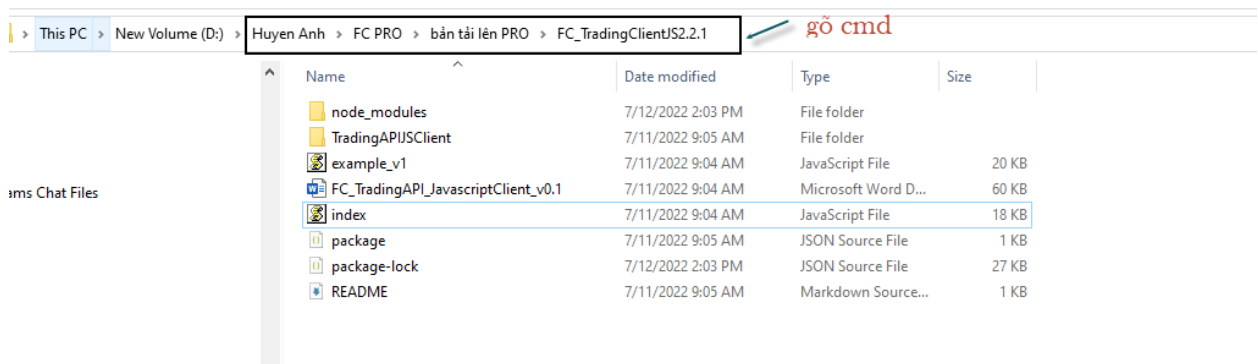 This PC > New Volume (D:) > Huyen Anh > FC PRO > bản tải lên PRO > FC_TradingClientJS2.2.1 gõ cmd
Name Date modified Type Size
node_modules 7/12/2022 2:03 PM File folder
TradingAPIJSClient 7/11/2022 9:05 AM File folder
example_v1 7/11/2022 9:04 AM JavaScript File 20 KB
ams Chat Files FC_TradingAPI_JavascriptClient_v0.1 7/11/2022 9:04 AM Microsoft Word D... 60 KB
index 7/11/2022 9:04 AM JavaScript File 18 KB
package 7/11/2022 9:05 AM JSON Source File 1 KB
package-lock 7/12/2022 2:03 PM JSON Source File 27 KB
README 7/11/2022 9:05 AM Markdown Source... 1 KB